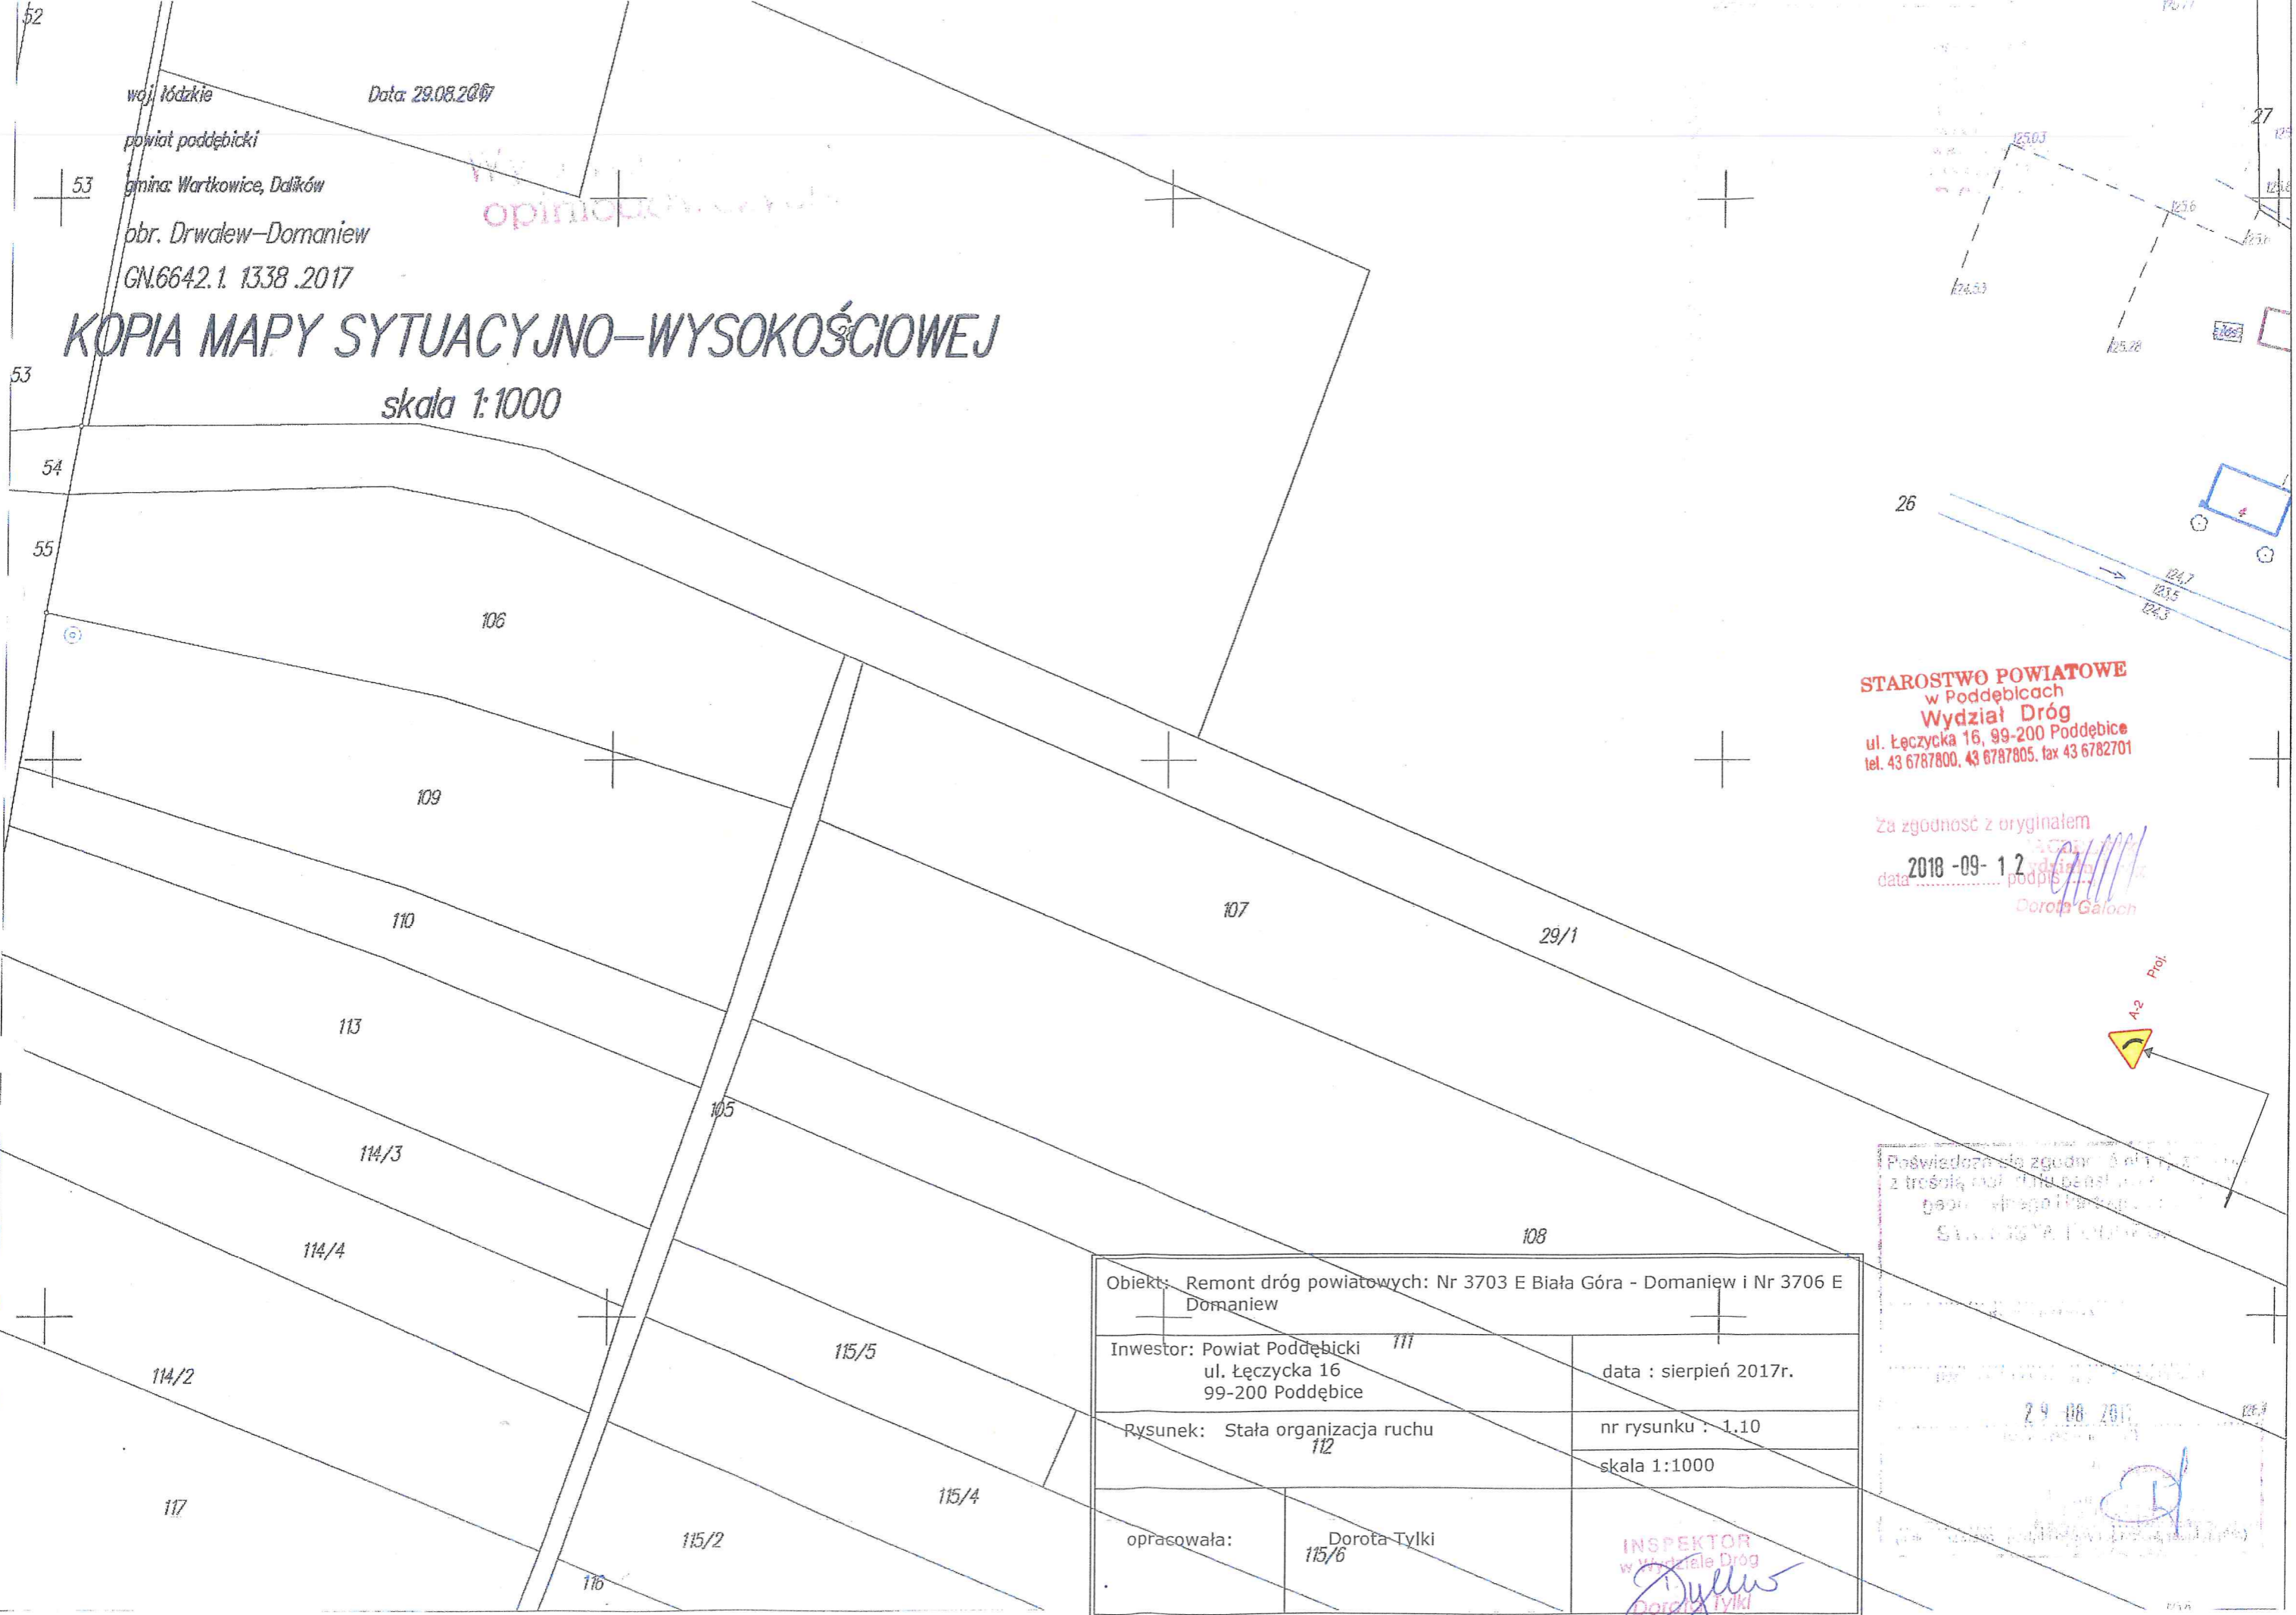 52
woj. łódzkie
Data: 29.08.2017
powiat poddębicki
53
gmina: Wartkowice, Dalików
obr. Drwalew-Domaniew
GN.6642.1. 1338 .2017
KOPIA MAPY SYTUACYJNO-WYSOKOŚCIOWEJ
28
skala 1:1000
53
54
55
106
109
110
113
105
114/3
114/4
114/2
117
116
115/2
115/4
115/5
107
29/1
108
27
125.03
125.6
124.53
125.28
26
4
124,7
123,5
124,3
STAROSTWO POWIATOWE
w Poddębicach
Wydział Dróg
ul. Łęczycka 16, 99-200 Poddębice
tel. 43 6787800, 43 6787805, fax 43 6782701
Za zgodność z oryginałem
data 2018 -09- 12 podpis
Dorota Galoch
Proj.
A-2
Obiekt: Remont dróg powiatowych: Nr 3703 E Biała Góra - Domaniew i Nr 3706 E
Domaniew
111
Inwestor: Powiat Poddębicki
ul. Łęczycka 16
99-200 Poddębice
data : sierpień 2017r.
Rysunek: Stała organizacja ruchu
112
nr rysunku : 1.10
skala 1:1000
opracowała: Dorota Tylki
115/6
INSPEKTOR
w Wydziale Dróg
Dorota Tylki